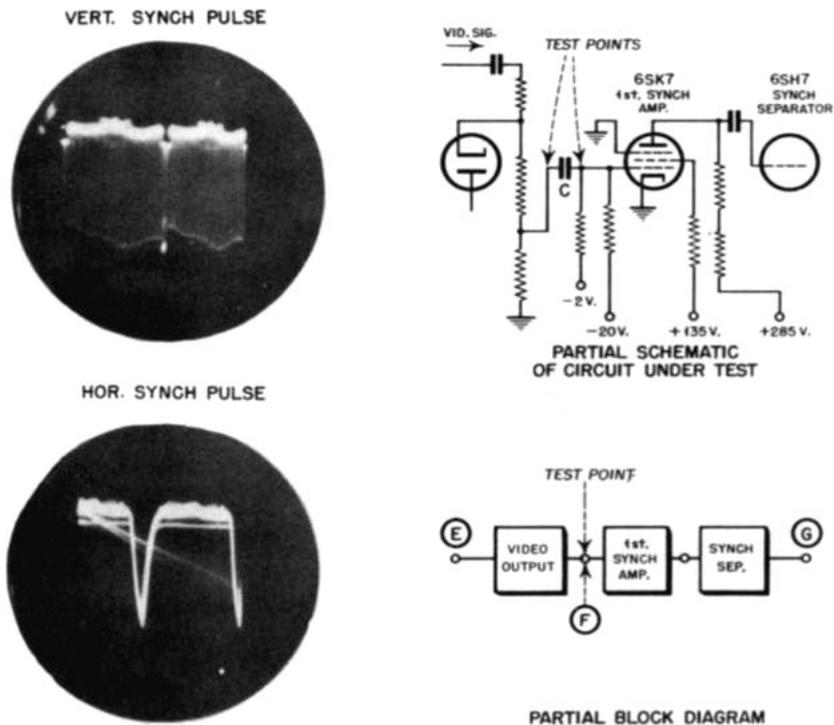 VERT. SYNCH PULSE
VID. SIG.
TEST POINTS
6SK7
1st. SYNCH
AMP.
6SH7
SYNCH
SEPARATOR
C
−2 V.
−20V.
+135V.
+285 V.
PARTIAL SCHEMATIC
OF CIRCUIT UNDER TEST
HOR. SYNCH PULSE
TEST POINT
E
VIDEO
OUTPUT
1st.
SYNCH
AMP.
SYNCH
SEP.
G
F
PARTIAL BLOCK DIAGRAM